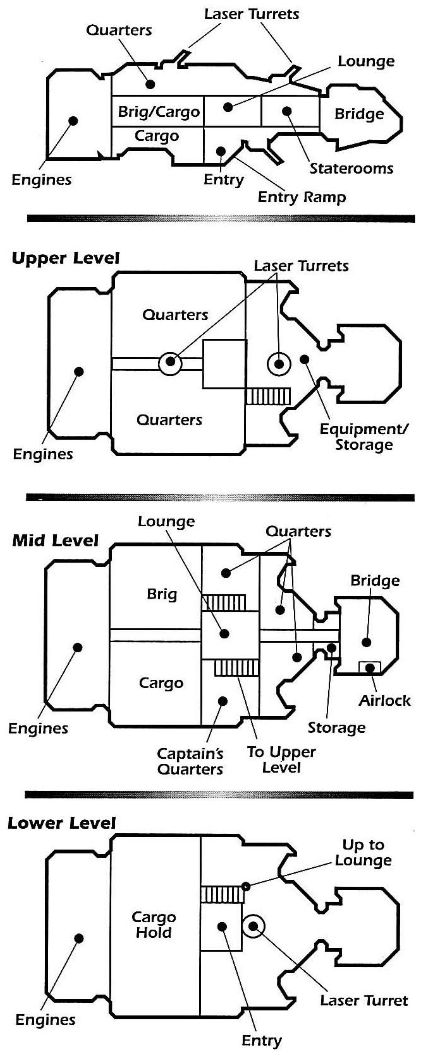 Laser Turrets
Quarters
Lounge
Brig/Cargo
Bridge
Cargo
Engines
Entry
Staterooms
Entry Ramp
Upper Level
Laser Turrets
Quarters
Quarters
Engines
Equipment/
Storage
Mid Level
Lounge
Quarters
Brig
Bridge
Cargo
Airlock
Engines
Storage
Captain's
Quarters
To Upper
Level
Lower Level
Up to
Lounge
Cargo
Hold
Engines
Laser Turret
Entry